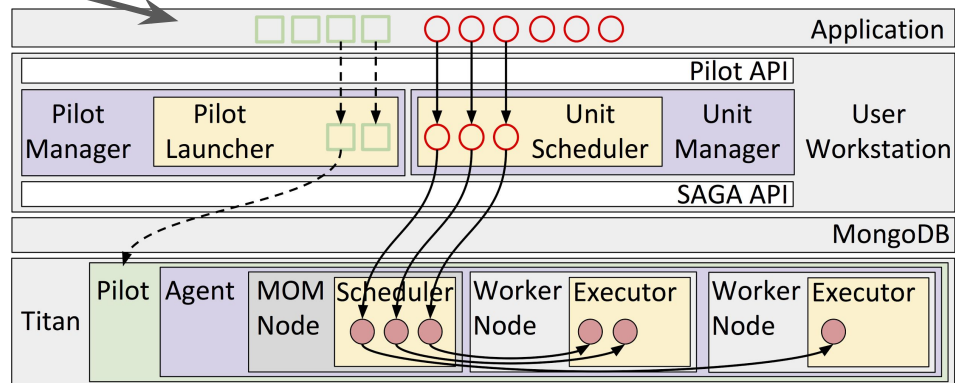 Application
Pilot API
Pilot
Manager
Pilot
Launcher
Unit
Scheduler
Unit
Manager
User
Workstation
SAGA API
MongoDB
Titan
Pilot
Agent
MOM
Node
Scheduler
Worker
Node
Executor
Worker
Node
Executor